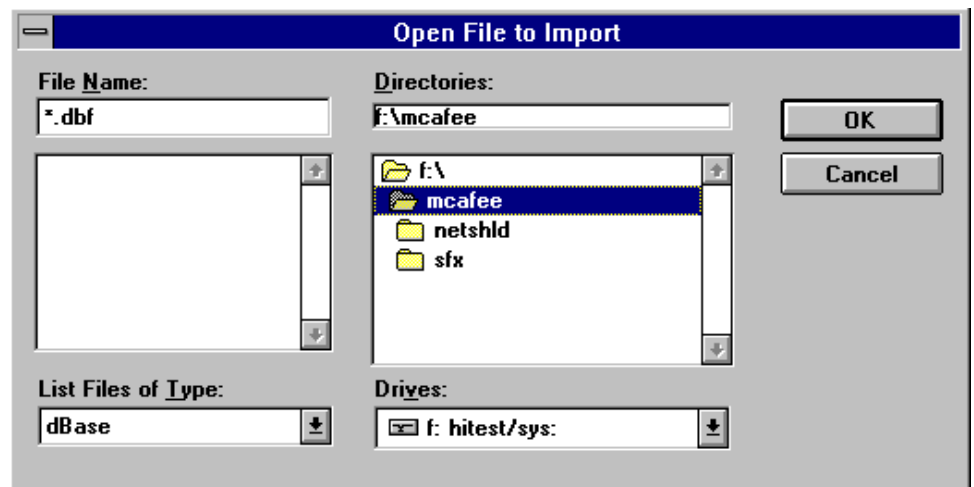 Open File to Import
File Name:
*.dbf
Directories:
f:\mcafee
OK
Cancel
f:\
mcafee
netshld
sfx
List Files of Type:
dBase
Drives:
f: hitest/sys: